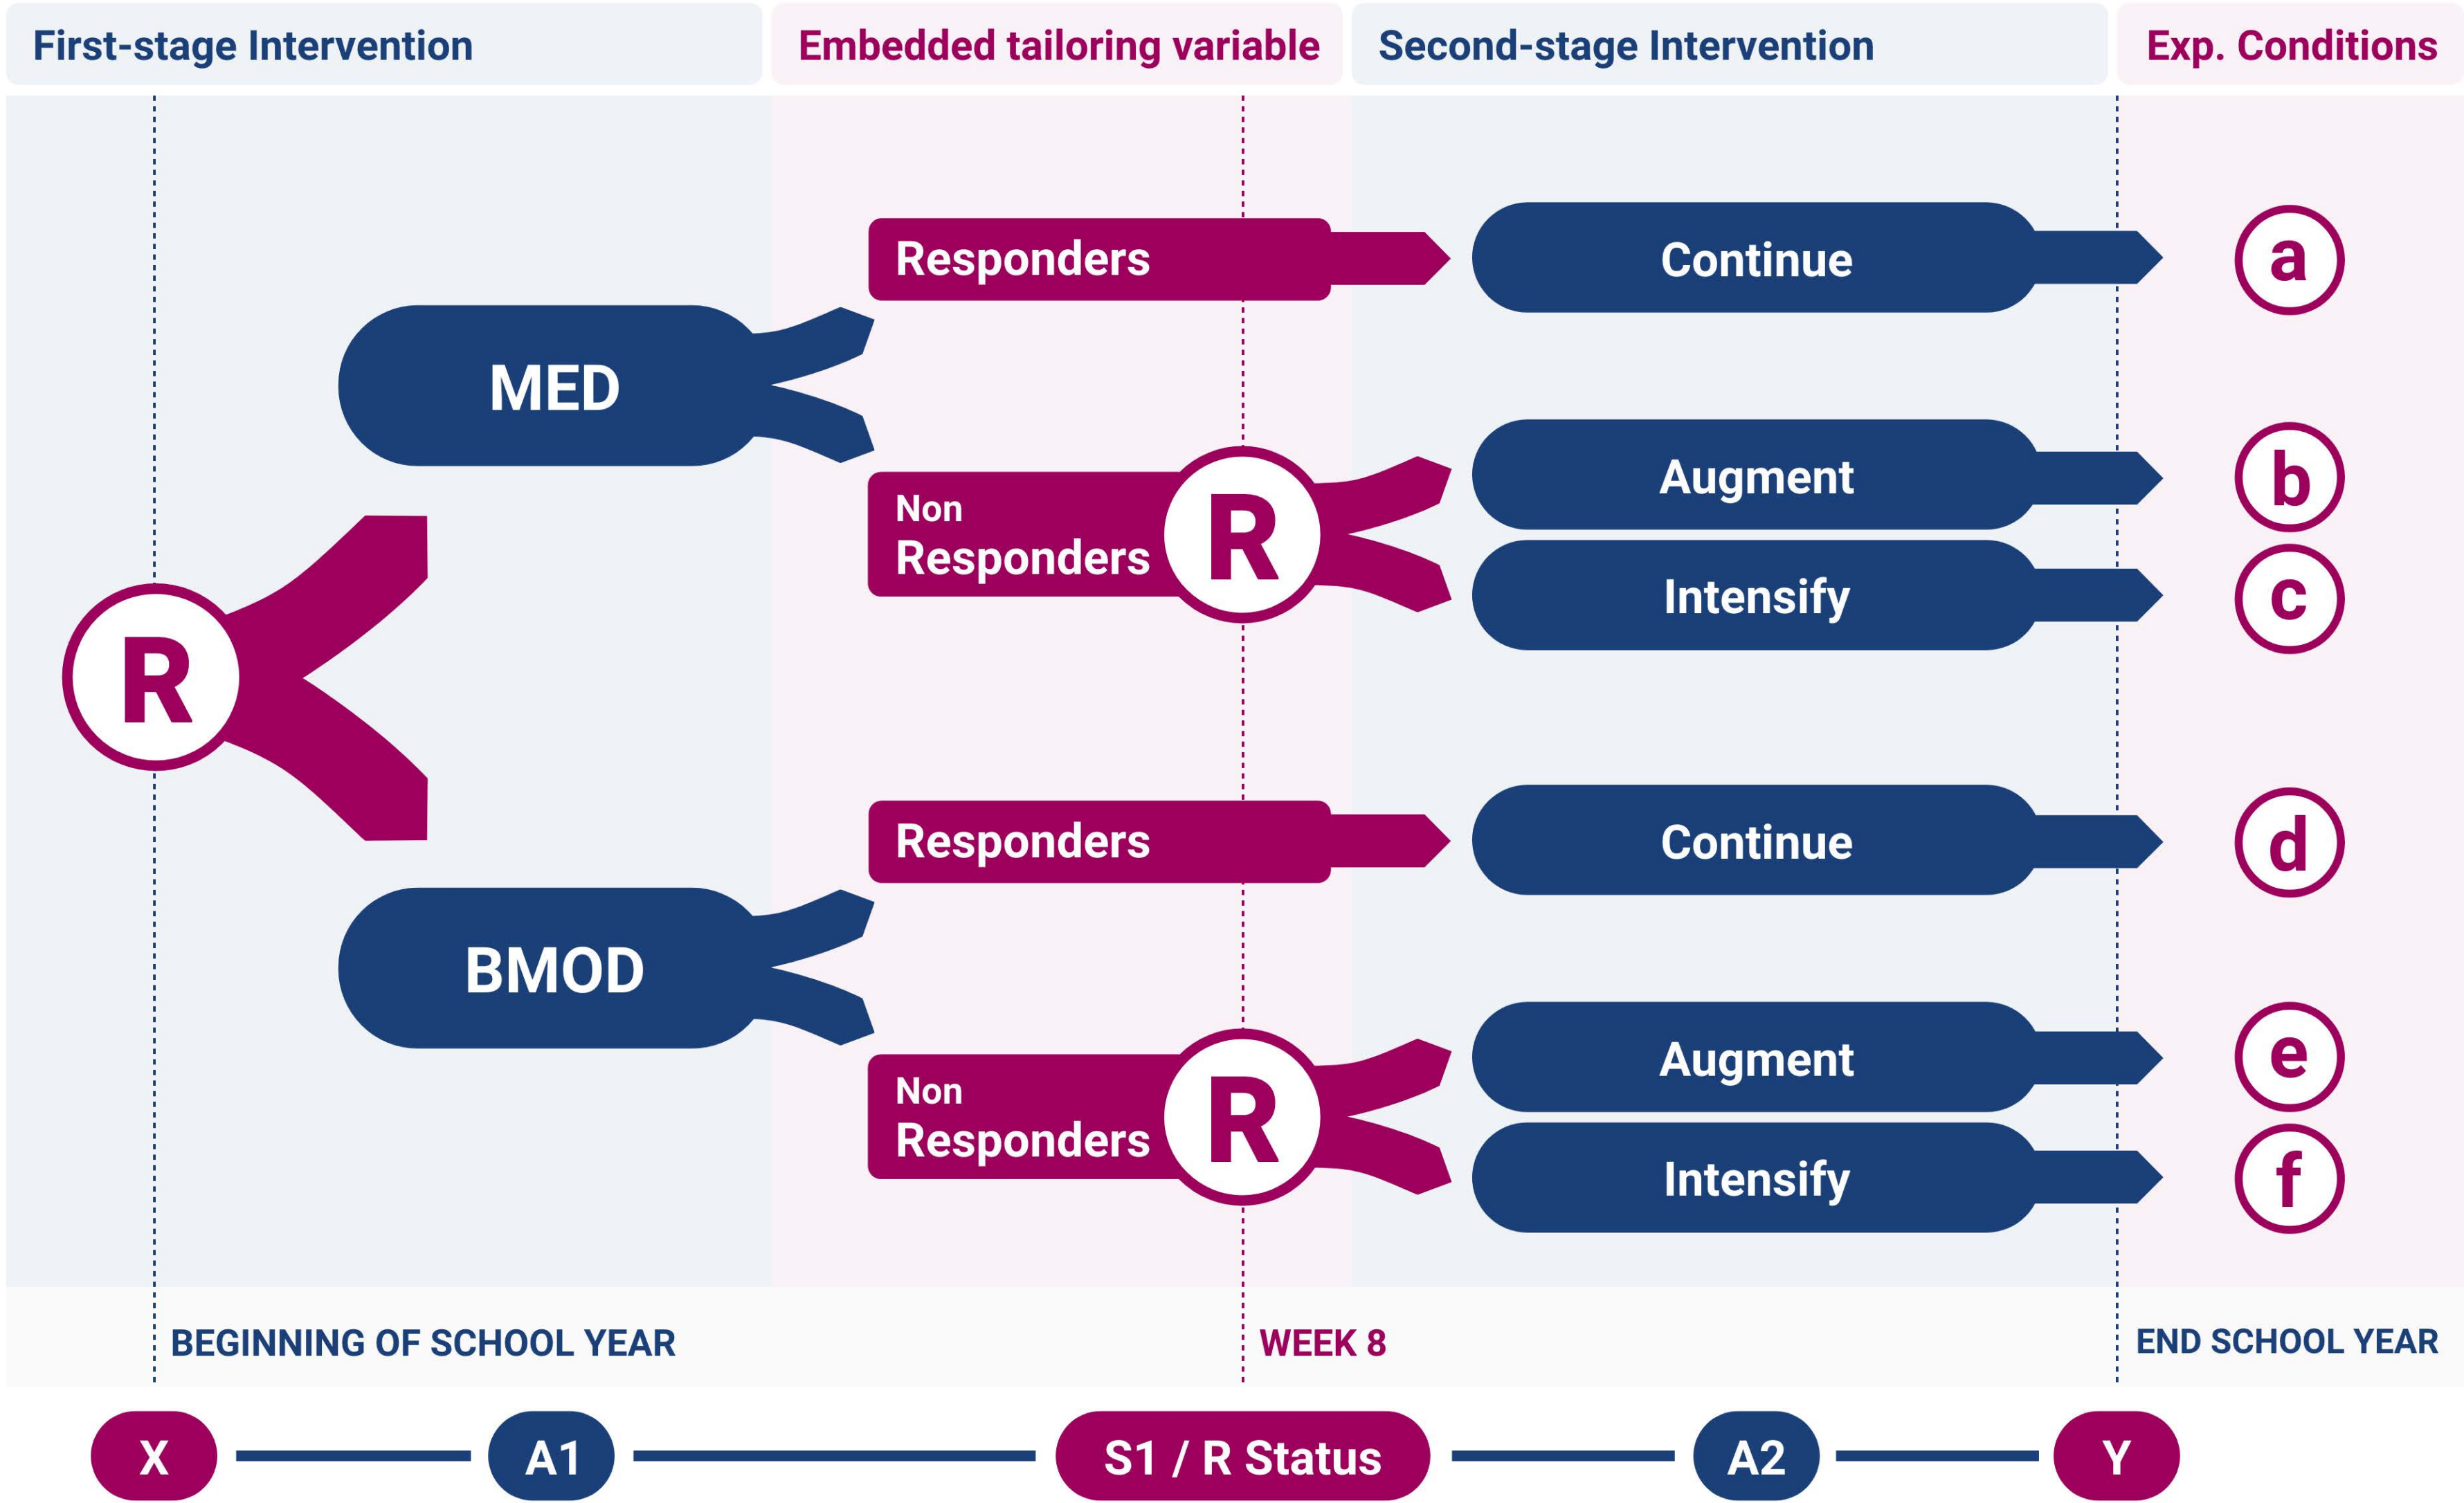 First-stage Intervention
Embedded tailoring variable
Second-stage Intervention
Exp. Conditions
R
MED
Responders
Continue
a
Non
Responders
R
Augment
b
Intensify
c
BMOD
Responders
Continue
d
Non
Responders
R
Augment
e
Intensify
f
BEGINNING OF SCHOOL YEAR
WEEK 8
END SCHOOL YEAR
X
A1
S1 / R Status
A2
Y